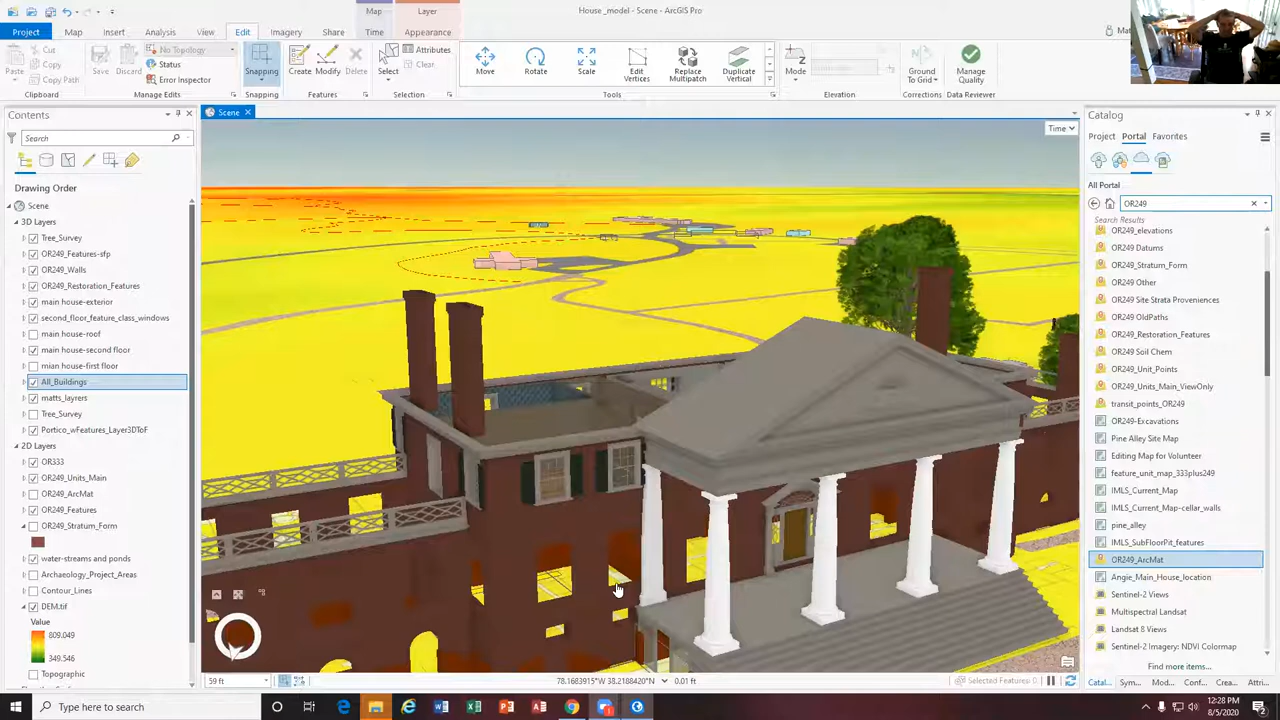 House _model - Scene - ArcGIS Pro
Map
Layer
Project
Map
Insert
Analysis
View
Edit
Imagery
Share
Time
Appearance
Paste
Cut
Copy
Copy Path
Clipboard
Save
Discard
No Topology
Status
Error Inspector
Manage Edits
Snapping
Snapping
Create
Modify
Delete
Features
Select
Attributes
Clear
Selection
Move
Rotate
Scale
Edit Vertices
Replace Multipatch
Duplicate Vertical
Tools
Mode
Elevation
Ground To Grid
Corrections
Manage Quality
Data Reviewer
Contents
Search
Drawing Order
Scene
3D Layers
Tree_Survey
OR249_Features-sfp
OR249_Walls
OR249_Restoration_Features
main house-exterior
second_floor_feature_class_windows
main house-roof
main house-second floor
mian house-first floor
All_Buildings
matts_layrers
Tree_Survey
Portico_wFeatures_Layer3DToF
2D Layers
OR333
OR249_Units_Main
OR249_ArcMat
OR249_Features
OR249_Stratum_Form
water-streams and ponds
Archaeology_Project_Areas
Contour_Lines
DEM.tif
Value
809.049
349.546
Topographic
Scene
Time
59 ft
78.1683915°W 38.2188420°N
0.01 ft
Selected Features: 0
Catalog
Project
Portal
Favorites
All Portal
OR249
Search Results
OR249_elevations
OR249 Datums
OR249_Stratum_Form
OR249 Other
OR249 Site Strata Proveniences
OR249 OldPaths
OR249_Restoration_Features
OR249 Soil Chem
OR249_Unit_Points
OR249_Units_Main_ViewOnly
transit_points_OR249
OR249-Excavations
Pine Alley Site Map
Editing Map for Volunteer
feature_unit_map_333plus249
IMLS_Current_Map
IMLS_Current_Map-cellar_walls
pine_alley
IMLS_SubFloorPit_features
OR249_ArcMat
Angie_Main_House_location
Sentinel-2 Views
Multispectral Landsat
Landsat 8 Views
Sentinel-2 Imagery: NDVI Colormap
Find more items...
Catal...
Sym...
Mod...
Con...
Crea...
Attri...
Type here to search
12:28 PM
8/5/2020